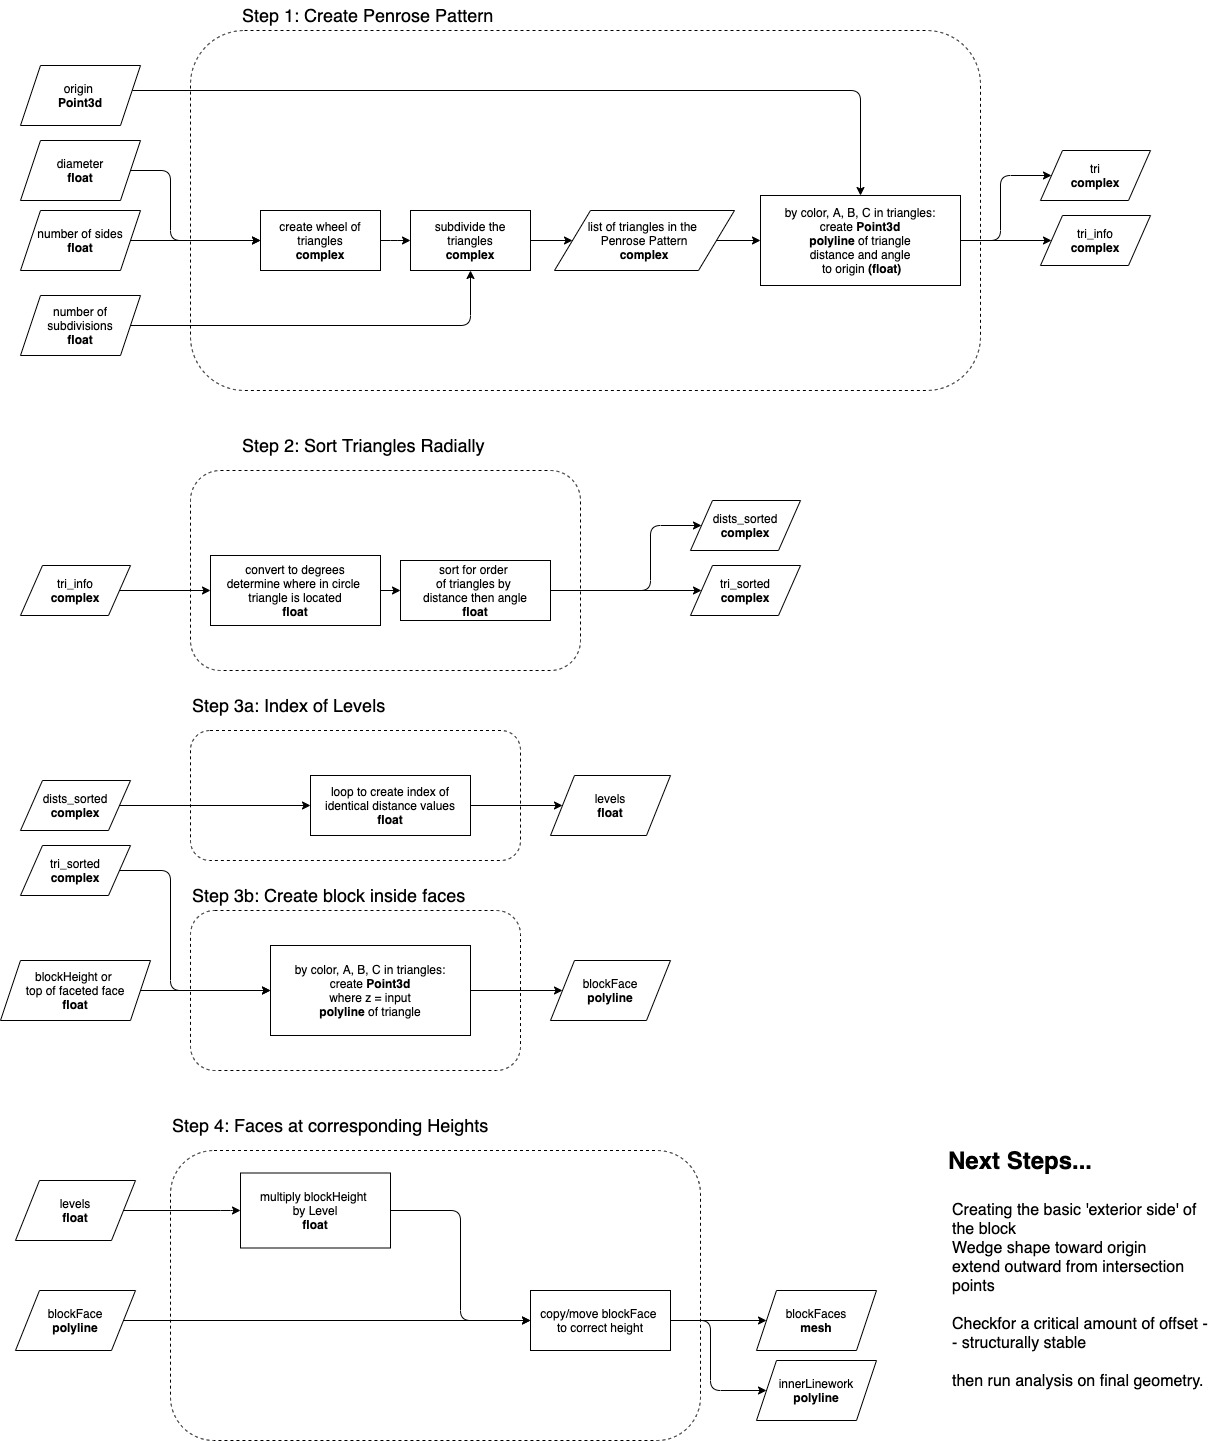 Step 1: Create Penrose Pattern
origin
Point3d
diameter
float
number of sides
float
number of
subdivisions
float
create wheel of
triangles
complex
subdivide the
triangles
complex
list of triangles in the
Penrose Pattern
complex
by color, A, B, C in triangles:
create Point3d
polyline of triangle
distance and angle
to origin (float)
tri
complex
tri_info
complex
Step 2: Sort Triangles Radially
tri_info
complex
convert to degrees
determine where in circle
triangle is located
float
sort for order
of triangles by
distance then angle
float
dists_sorted
complex
tri_sorted
complex
Step 3a: Index of Levels
dists_sorted
complex
loop to create index of
identical distance values
float
levels
float
tri_sorted
complex
Step 3b: Create block inside faces
blockHeight or
top of faceted face
float
by color, A, B, C in triangles:
create Point3d
where z = input
polyline of triangle
blockFace
polyline
Step 4: Faces at corresponding Heights
levels
float
multiply blockHeight
by Level
float
blockFace
polyline
copy/move blockFace
to correct height
blockFaces
mesh
innerLinework
polyline
Next Steps...
Creating the basic 'exterior side' of
the block
Wedge shape toward origin
extend outward from intersection
points
Checkfor a critical amount of offset -
- structurally stable
then run analysis on final geometry.